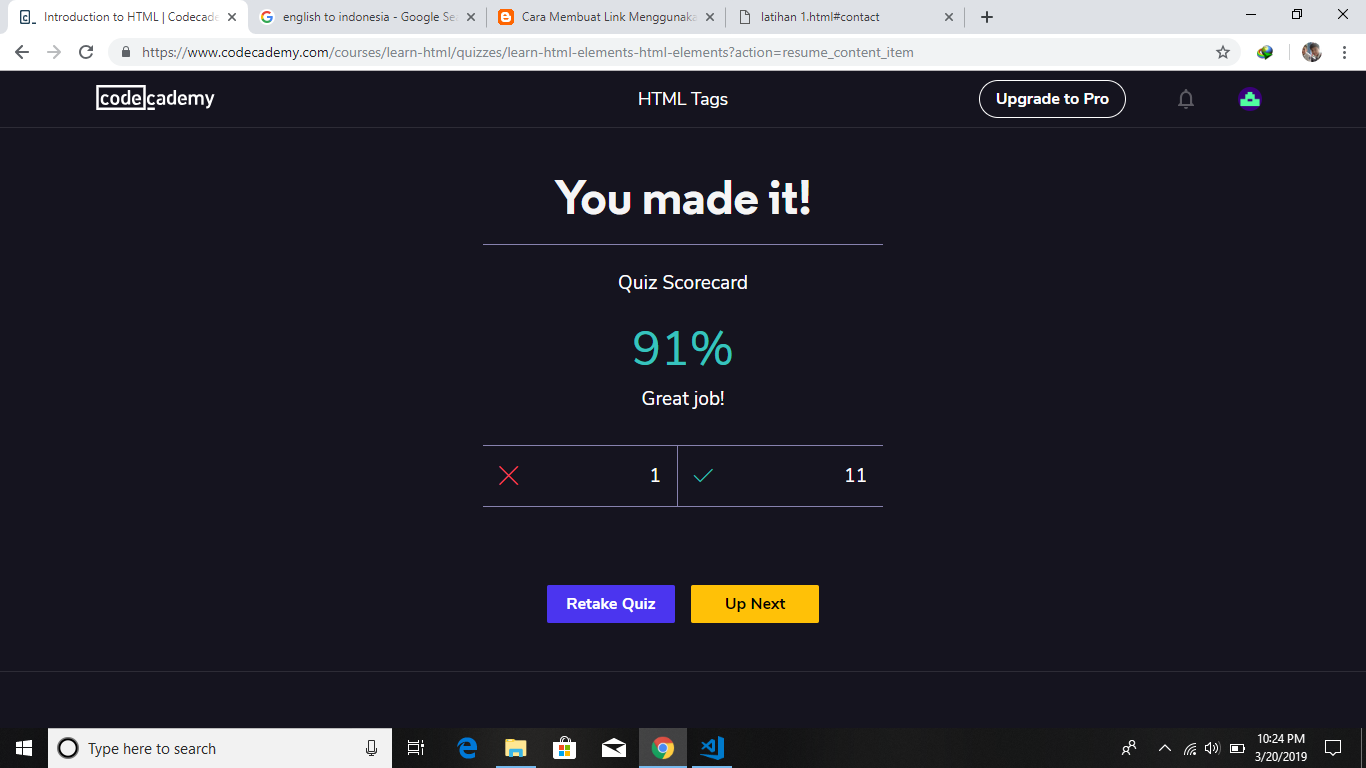 Introduction to HTML | Codecade
english to indonesia - Google Sea
Cara Membuat Link Menggunaka
latihan 1.html#contact
https://www.codecademy.com/courses/learn-html/quizzes/learn-html-elements-html-elements?action=resume_content_item
codecademy
HTML Tags
Upgrade to Pro
You made it!
Quiz Scorecard
91%
Great job!
1
11
Retake Quiz
Up Next
Type here to search
10:24 PM
3/20/2019